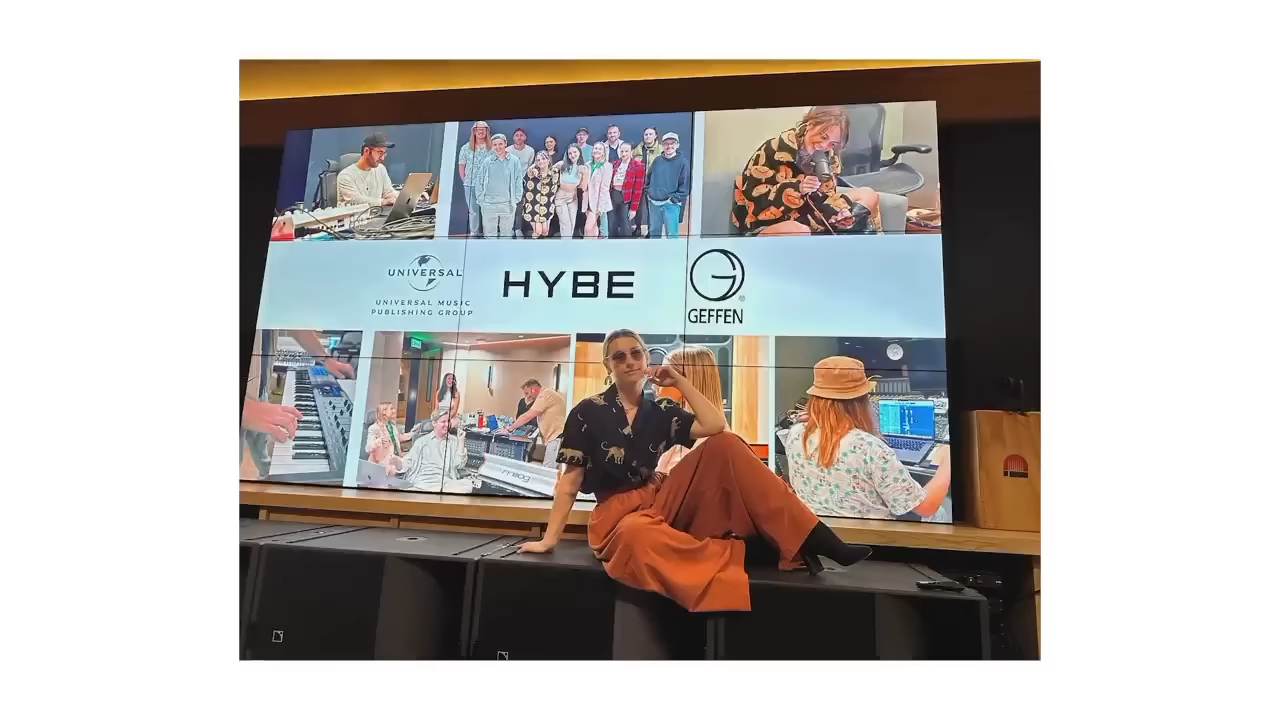 UNIVERSAL
UNIVERSAL MUSIC
PUBLISHING GROUP
HYBE
GEFFEN
moog